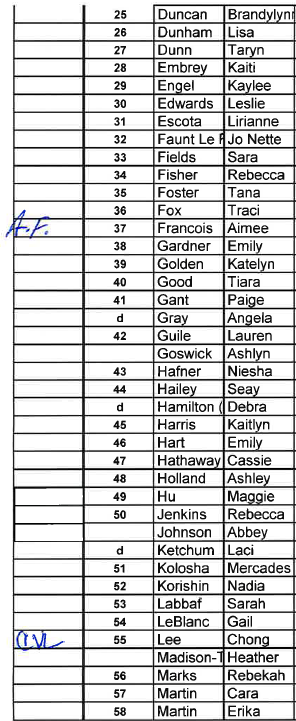 25 Duncan Brandylynn
26 Dunham Lisa
27 Dunn Taryn
28 Embrey Kaiti
29 Engel Kaylee
30 Edwards Leslie
31 Escota Lirianne
32 Faunt Le F Jo Nette
33 Fields Sara
34 Fisher Rebecca
35 Foster Tana
36 Fox Traci
A.F. 37 Francois Aimee
38 Gardner Emily
39 Golden Katelyn
40 Good Tiara
41 Gant Paige
d Gray Angela
42 Guile Lauren
Goswick Ashlyn
43 Hafner Niesha
44 Hailey Seay
d Hamilton ( Debra
45 Harris Kaitlyn
46 Hart Emily
47 Hathaway Cassie
48 Holland Ashley
49 Hu Maggie
50 Jenkins Rebecca
Johnson Abbey
d Ketchum Laci
51 Kolosha Mercades
52 Korishin Nadia
53 Labbaf Sarah
54 LeBlanc Gail
55 Lee Chong
Madison-T Heather
56 Marks Rebekah
57 Martin Cara
58 Martin Erika